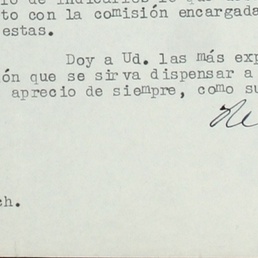 to con la comisión encargada
estas.
Doy a Ud. las más exp
ón que se sirva dispensar a
aprecio de siempre, como su
ch.